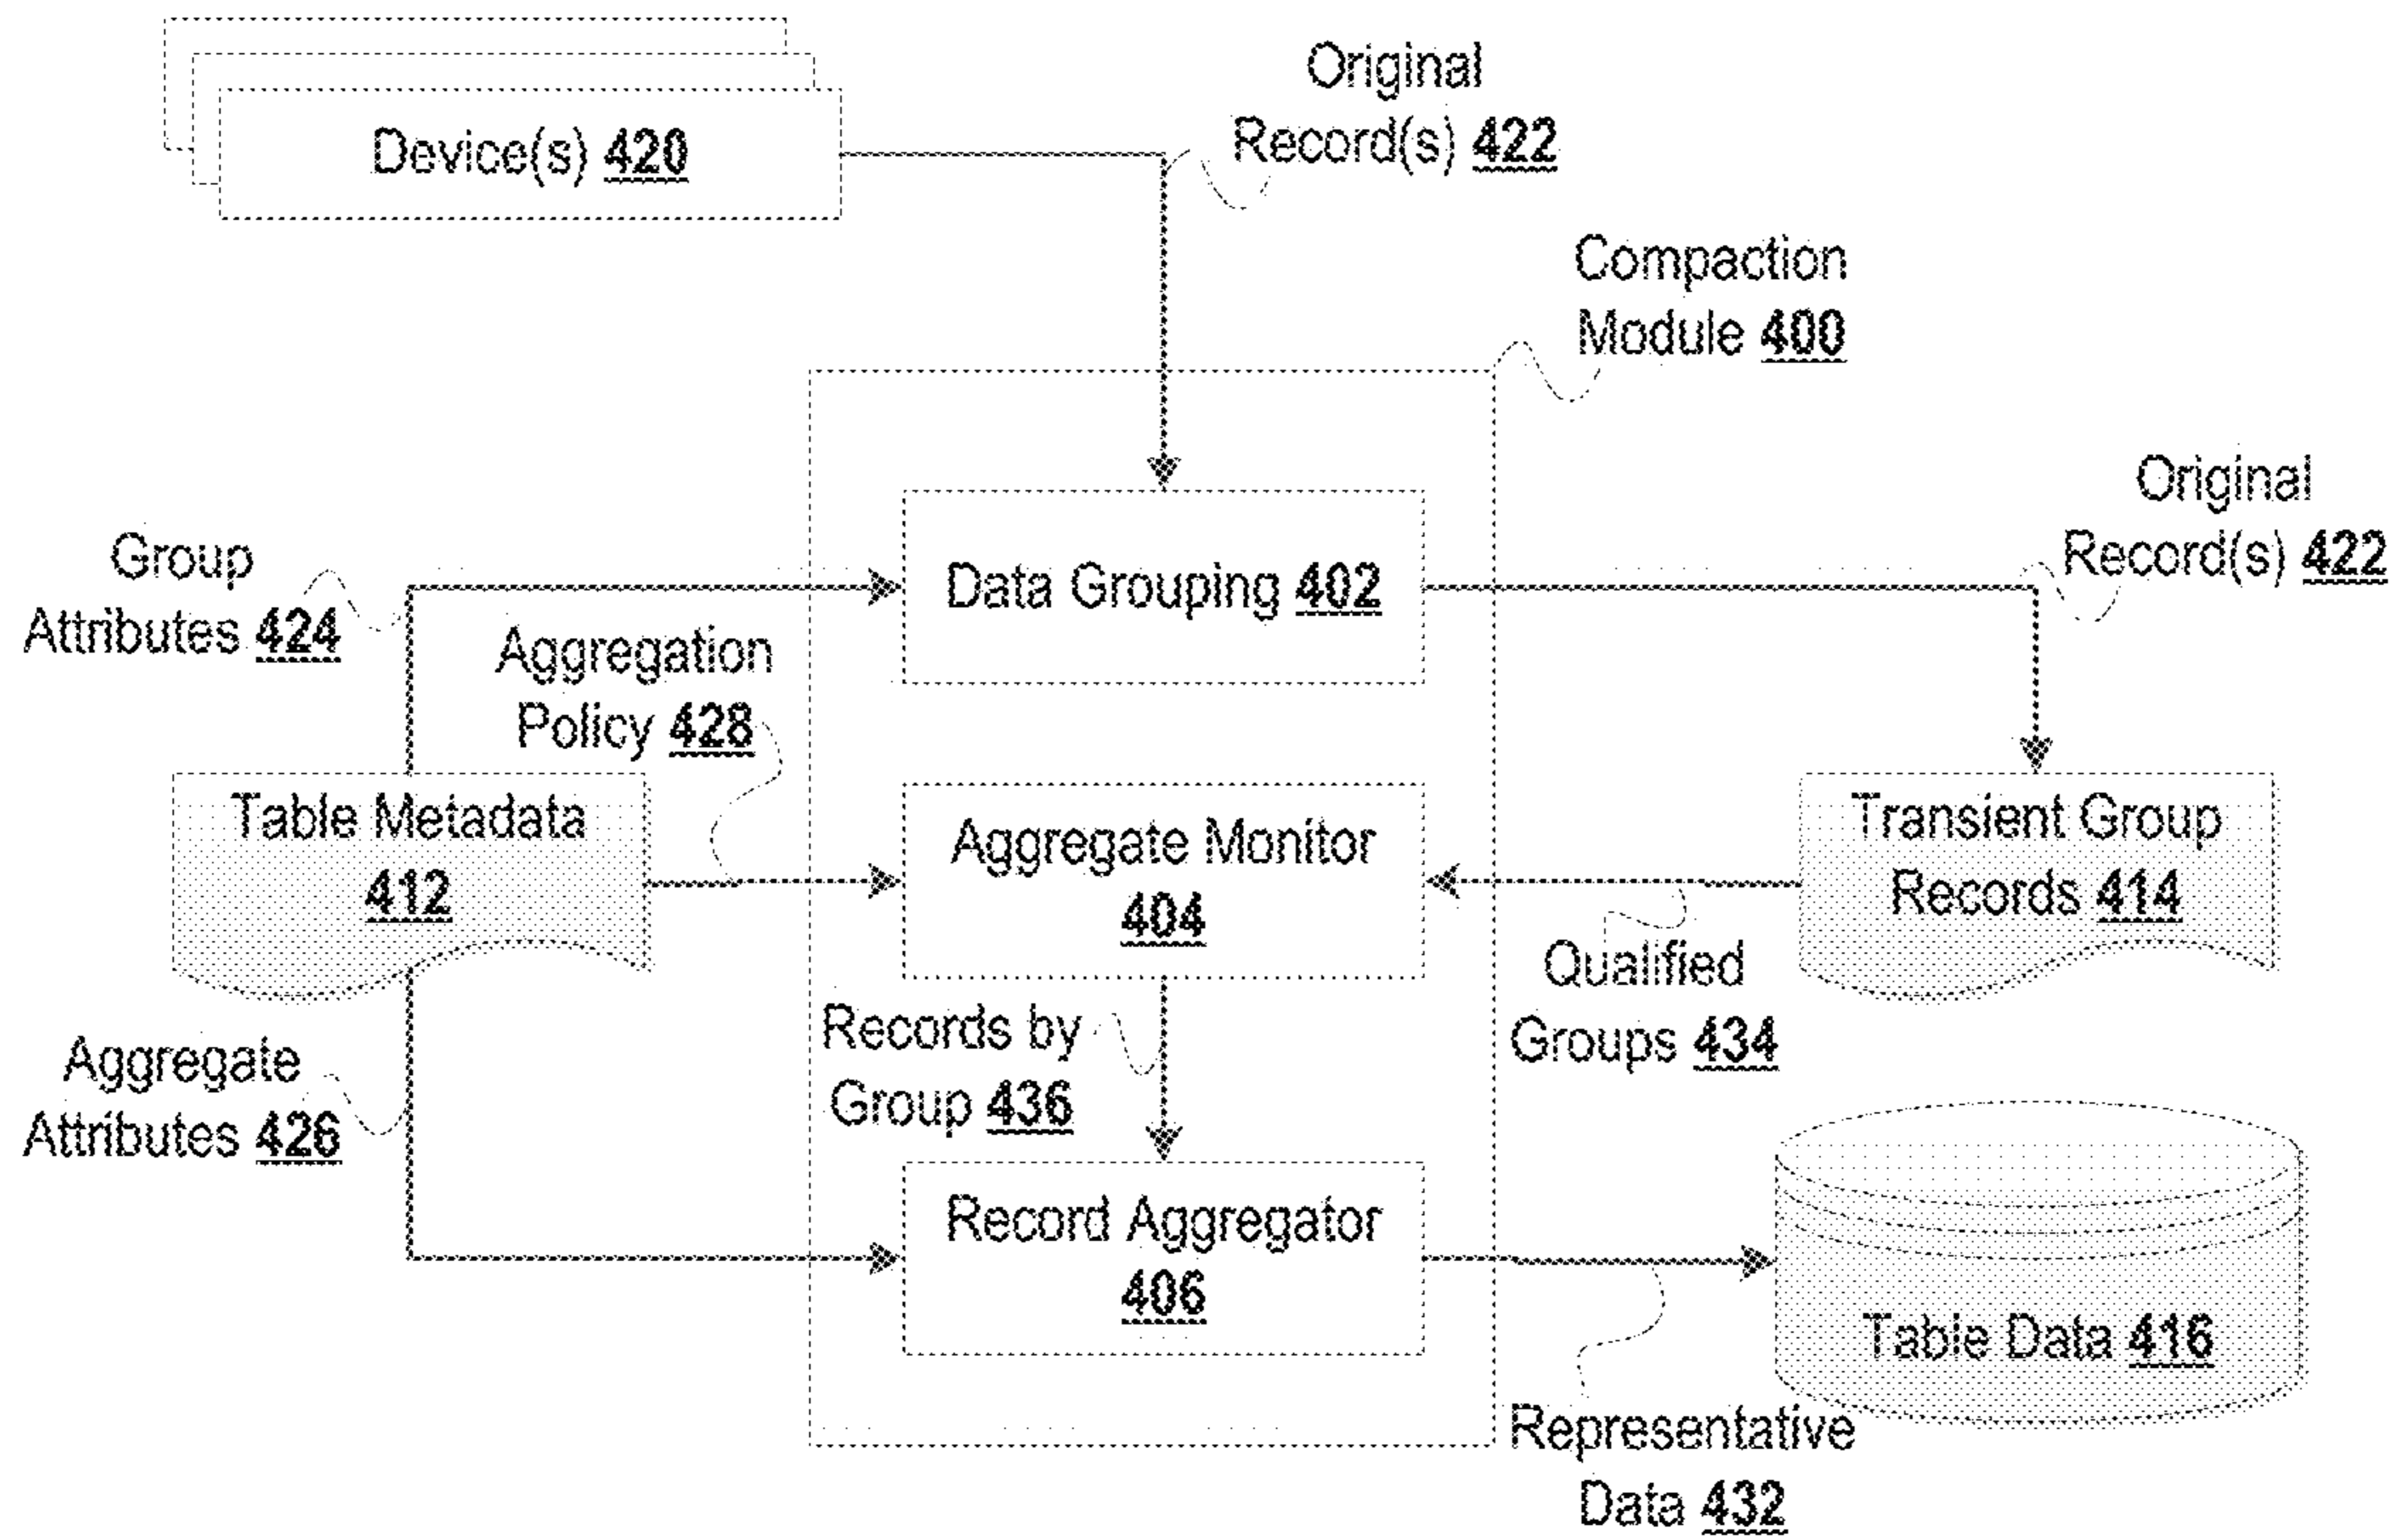 Original
Record(s) 422
Device(s) 420
Compaction
Module 400
Original
Record(s) 422
Group
Attributes 424
Data Grouping 402
Aggregation
Policy 428
Table Metadata
412
Aggregate Monitor
404
Transient Group
Records 414
Qualified
Groups 434
Records by
Group 436
Aggregate
Attributes 426
Record Aggregator
406
Table Data 416
Representative
Data 432